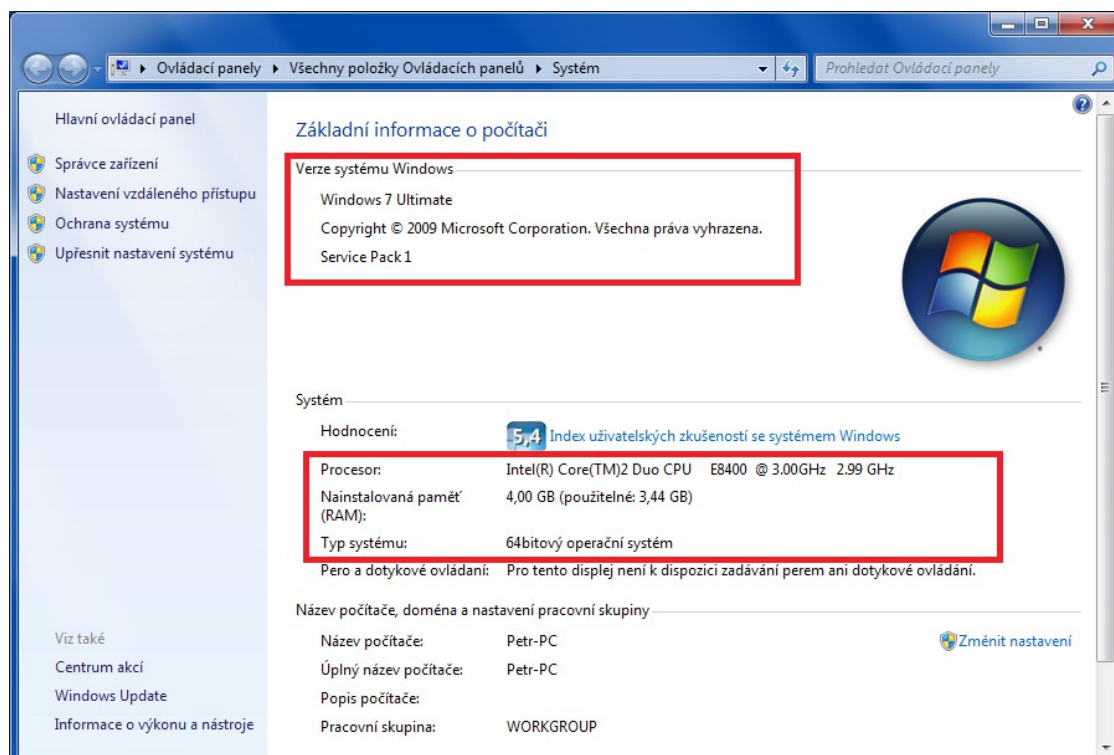 Ovládací panely ▸ Všechny položky Ovládacích panelů ▸ Systém
Prohledat Ovládací panely
Hlavní ovládací panel
Správce zařízení
Nastavení vzdáleného přístupu
Ochrana systému
Upřesnit nastavení systému
Viz také
Centrum akcí
Windows Update
Informace o výkonu a nástroje
Základní informace o počítači
Verze systému Windows
Windows 7 Ultimate
Copyright © 2009 Microsoft Corporation. Všechna práva vyhrazena.
Service Pack 1
Systém
Hodnocení: 5,4 Index uživatelských zkušeností se systémem Windows
Procesor: Intel(R) Core(TM)2 Duo CPU E8400 @ 3.00GHz 2.99 GHz
Nainstalovaná paměť 4,00 GB (použitelné: 3,44 GB)
(RAM):
Typ systému: 64bitový operační systém
Pero a dotykové ovládaní: Pro tento displej není k dispozici zadávání perem ani dotykové ovládání.
Název počítače, doména a nastavení pracovní skupiny
Název počítače: Petr-PC Změnit nastavení
Úplný název počítače: Petr-PC
Popis počítače:
Pracovní skupina: WORKGROUP